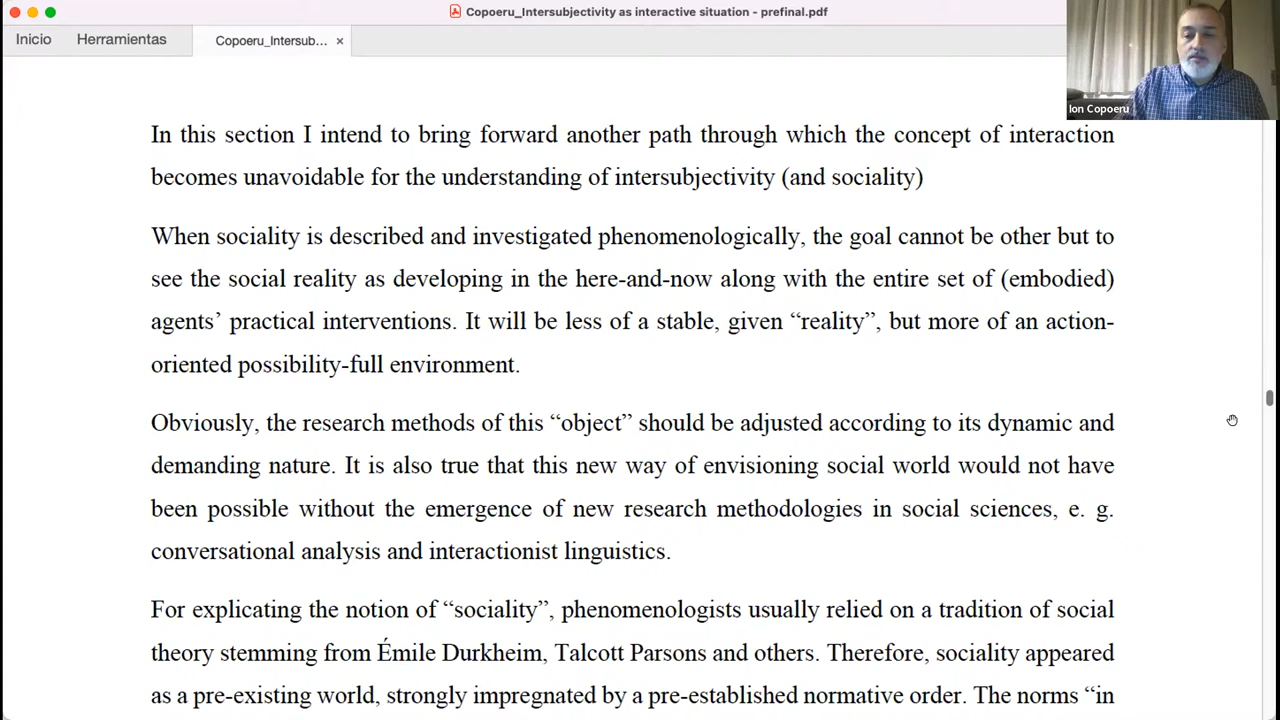 Copoeru_Intersubjectivity as interactive situation - prefinal.pdf
Inicio
Herramientas
Copoeru_Intersub...
Ion Copoeru
In this section I intend to bring forward another path through which the concept of interaction
becomes unavoidable for the understanding of intersubjectivity (and sociality)
When sociality is described and investigated phenomenologically, the goal cannot be other but to
see the social reality as developing in the here-and-now along with the entire set of (embodied)
agents’ practical interventions. It will be less of a stable, given “reality”, but more of an action-
oriented possibility-full environment.
Obviously, the research methods of this “object” should be adjusted according to its dynamic and
demanding nature. It is also true that this new way of envisioning social world would not have
been possible without the emergence of new research methodologies in social sciences, e. g.
conversational analysis and interactionist linguistics.
For explicating the notion of “sociality”, phenomenologists usually relied on a tradition of social
theory stemming from Émile Durkheim, Talcott Parsons and others. Therefore, sociality appeared
as a pre-existing world, strongly impregnated by a pre-established normative order. The norms “in